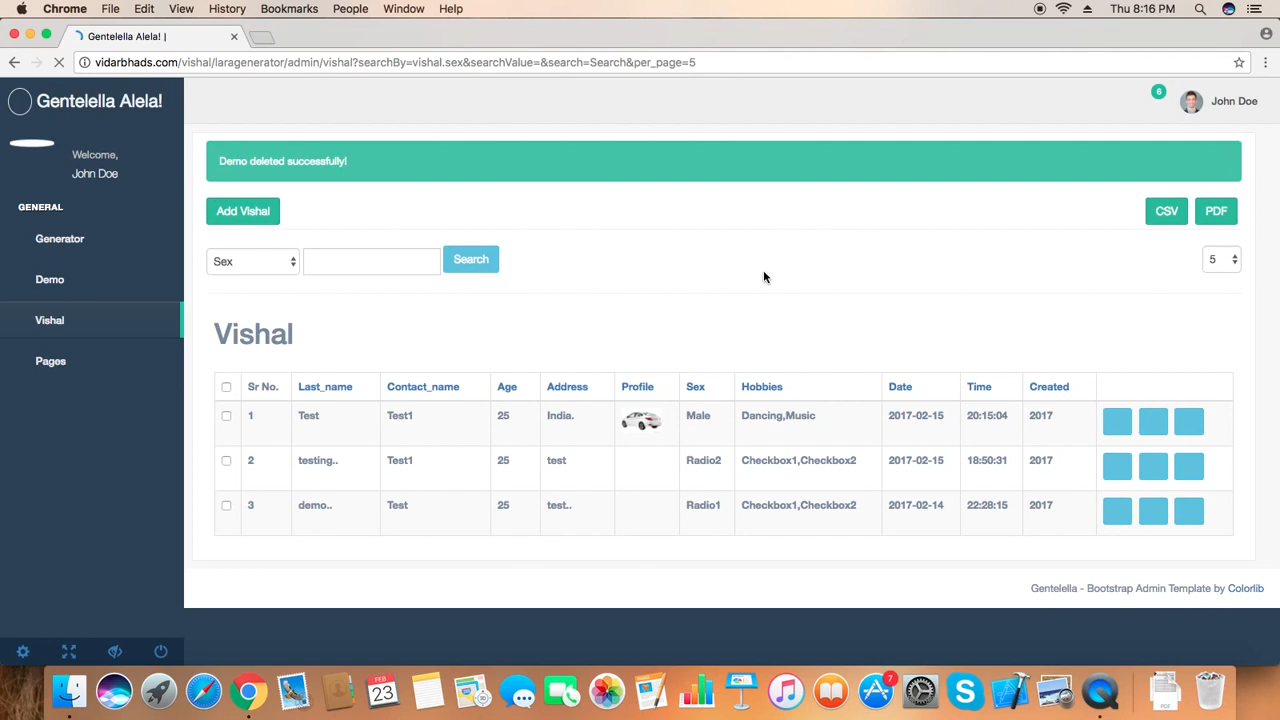 Chrome File Edit View History Bookmarks People Window Help Thu 8:16 PM
Gentelella Alela! |
vidarbhads.com/vishal/laragenerator/admin/vishal?searchBy=vishal.sex&searchValue=&search=Search&per_page=5
Gentelella Alela!
6 John Doe
Welcome,
John Doe
GENERAL
Generator
Demo
Vishal
Pages
Demo deleted successfully!
Add Vishal CSV PDF
Sex Search 5
Vishal
Sr No. Last_name Contact_name Age Address Profile Sex Hobbies Date Time Created
1 Test Test1 25 India. Male Dancing,Music 2017-02-15 20:15:04 2017
2 testing.. Test1 25 test Radio2 Checkbox1,Checkbox2 2017-02-15 18:50:31 2017
3 demo.. Test 25 test.. Radio1 Checkbox1,Checkbox2 2017-02-14 22:28:15 2017
Gentelella - Bootstrap Admin Template by Colorlib
FEB
23
7